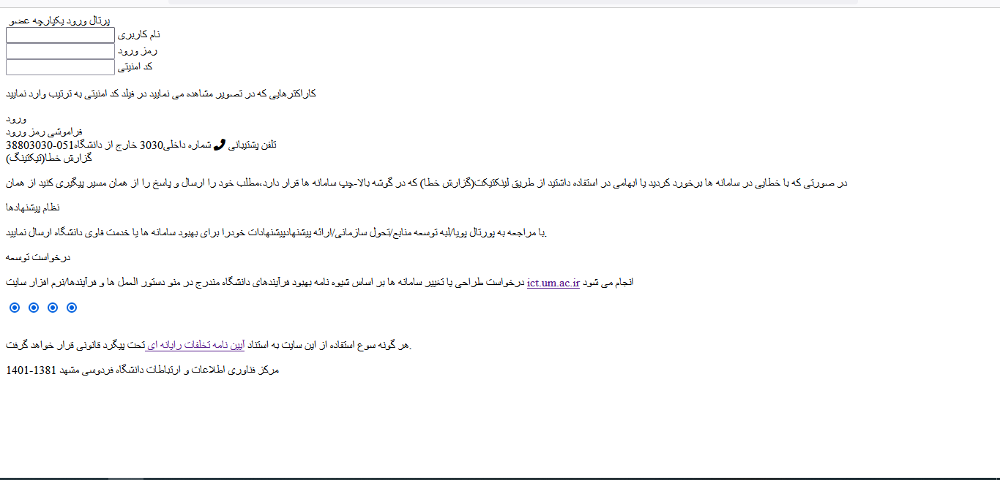 پرتال ورود یکپارچه عضو
نام کاربری
رمز ورود
کد امنیتی
کاراکترهایی که در تصویر مشاهده می نمایید در فیلد کد امنیتی به ترتیب وارد نمایید
ورود
فراموشی رمز ورود
تلفن پشتیبانی شماره داخلی3030 خارج از دانشگاه051-38803030
گزارش خطا(تیکتینگ)
در صورتی که با خطایی در سامانه ها برخورد کردید یا ابهامی در استفاده داشتید از طریق لینکتیکت(گزارش خطا) که در گوشه بالا-چپ سامانه ها قرار دارد،مطلب خود را ارسال و پاسخ را از همان مسیر پیگیری کنید از همان
نظام پیشنهادها
با مراجعه به پورتال پویا/لبه توسعه منابع/تحول سازمانی/ارائه پیشنهادپیشنهادات خودرا برای بهبود سامانه ها یا خدمت فاوی دانشگاه ارسال نمایید.
درخواست توسعه
درخواست طراحی یا تغییر سامانه ها بر اساس شیوه نامه بهبود فرآیندهای دانشگاه مندرج در منو دستور العمل ها و فرآیندها/نرم افزار سایت ict.um.ac.ir انجام می شود
هر گونه سوع استفاده از این سایت به استناد آیین نامه تخلفات رایانه ای تحت پیگرد قانونی قرار خواهد گرفت.
مرکز فناوری اطلاعات و ارتباطات دانشگاه فردوسی مشهد 1381-1401